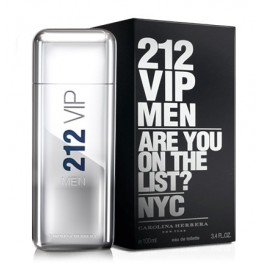 212 VIP
MEN
212
VIP
MEN
ARE YOU
ON THE
LIST?
NYC
CAROLINA HERRERA
NEW YORK
3.4 FL.OZ.